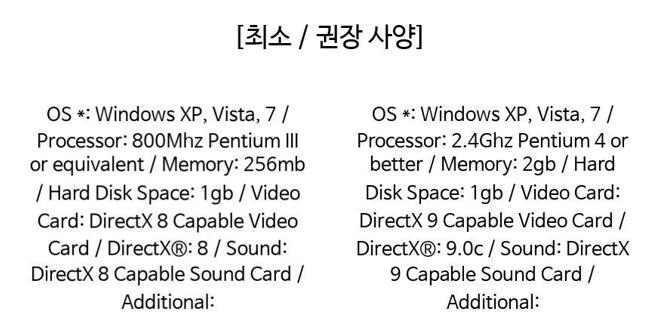 [최소 / 권장 사양]
OS *: Windows XP, Vista, 7 /
Processor: 800Mhz Pentium III
or equivalent / Memory: 256mb
/ Hard Disk Space: 1gb / Video
Card: DirectX 8 Capable Video
Card / DirectX®: 8 / Sound:
DirectX 8 Capable Sound Card /
Additional:
OS *: Windows XP, Vista, 7 /
Processor: 2.4Ghz Pentium 4 or
better / Memory: 2gb / Hard
Disk Space: 1gb / Video Card:
DirectX 9 Capable Video Card /
DirectX®: 9.0c / Sound: DirectX
9 Capable Sound Card /
Additional: